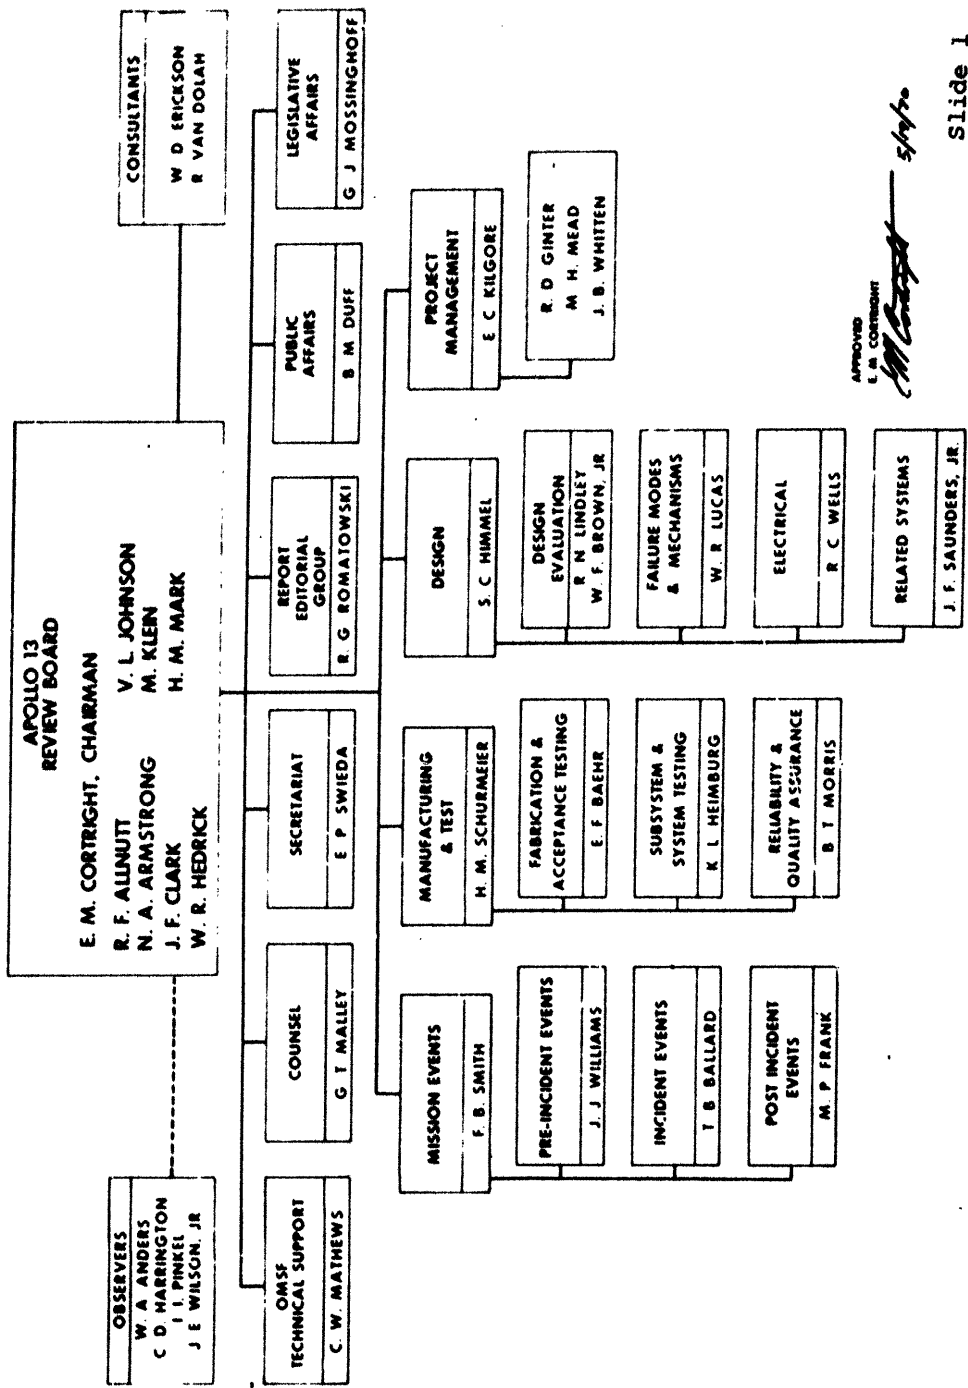 APOLLO 13
REVIEW BOARD
E. M. CORTRIGHT, CHAIRMAN
R. F. ALLNUTT V. L. JOHNSON
N. A. ARMSTRONG M. KLEIN
J. F. CLARK H. M. MARK
W. R. HEDRICK
OBSERVERS
W. A ANDERS
C D. HARRINGTON
I I. PINKEL
J E WILSON, JR
CONSULTANTS
W D ERICKSON
R VAN DOLAH
OMSF
TECHNICAL SUPPORT
C. W. MATHEWS
COUNSEL
G T MALLEY
SECRETARIAT
E P SWIEDA
REPORT
EDITORIAL
GROUP
R. G ROMATOWSKI
PUBLIC
AFFAIRS
B M DUFF
LEGISLATIVE
AFFAIRS
G J MOSSINGHOFF
MISSION EVENTS
F. B. SMITH
PRE-INCIDENT EVENTS
J. J WILLIAMS
INCIDENT EVENTS
T B BALLARD
POST INCIDENT
EVENTS
M. P FRANK
MANUFACTURING
& TEST
H. M. SCHURMEIER
FABRICATION &
ACCEPTANCE TESTING
E. F BAEHR
SUBSYSTEM &
SYSTEM TESTING
K L HEIMBURG
RELIABILITY &
QUALITY ASSURANCE
B T MORRIS
DESIGN
S. C HIMMEL
DESIGN
EVALUATION
R N LINDLEY
W. F. BROWN, JR
FAILURE MODES
& MECHANISMS
W. R LUCAS
ELECTRICAL
R C WELLS
RELATED SYSTEMS
J. F. SAUNDERS, JR.
PROJECT
MANAGEMENT
E C KILGORE
R. D GINTER
M H. MEAD
J. B. WHITTEN
APPROVED
E. M. CORTRIGHT
Slide 1